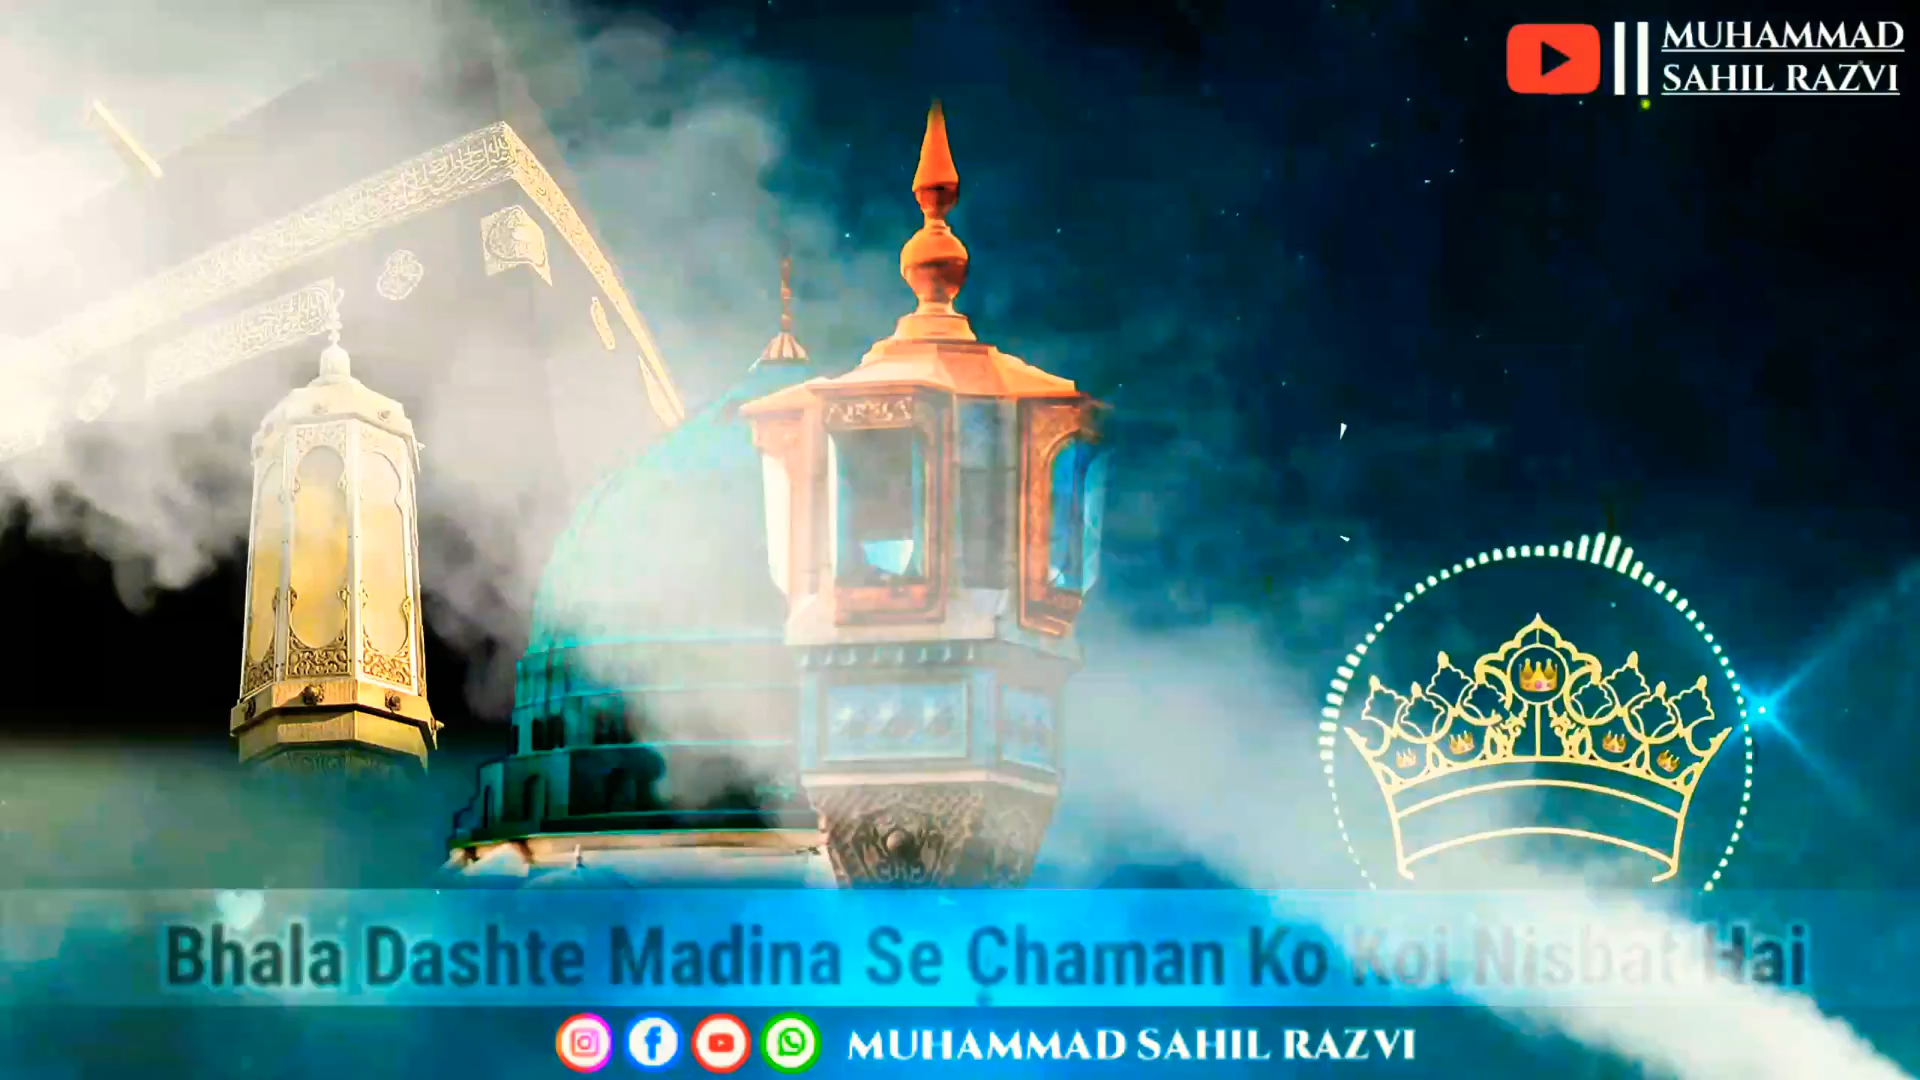 MUHAMMAD
SAHIL RAZVI
Bhala Dashte Madina Se Chaman Ko Koi Nisbat Hai
MUHAMMAD SAHIL RAZVI